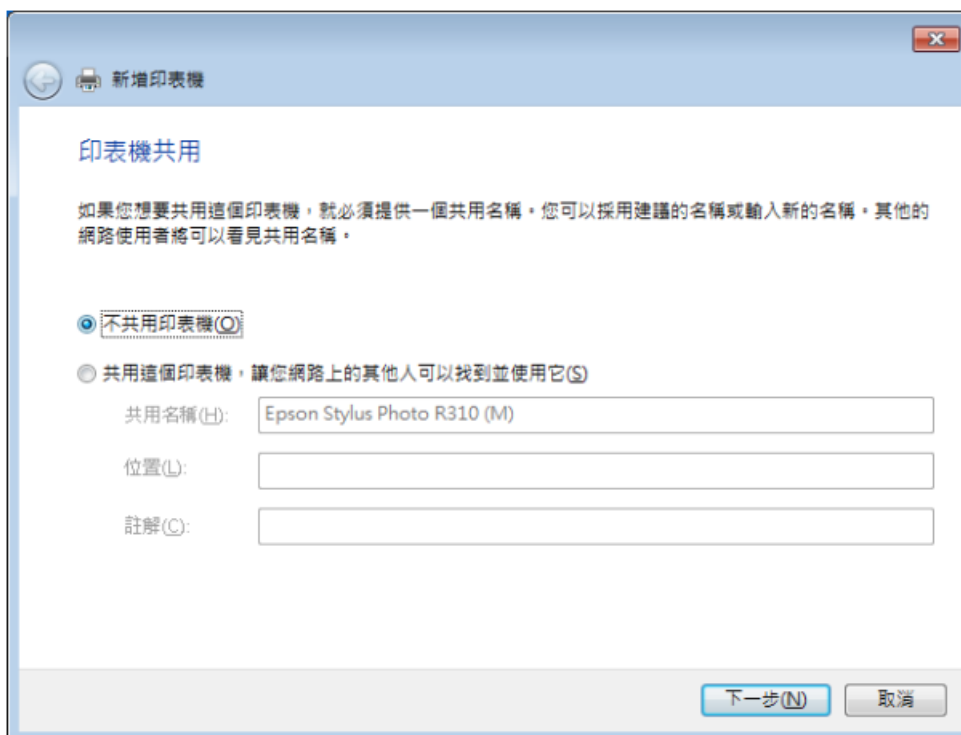 新增印表機
印表機共用
如果您想要共用這個印表機，就必須提供一個共用名稱。您可以採用建議的名稱或輸入新的名稱。其他的
網路使用者將可以看見共用名稱。
不共用印表機(O)
共用這個印表機，讓您網路上的其他人可以找到並使用它(S)
共用名稱(H): Epson Stylus Photo R310 (M)
位置(L):
註解(C):
下一步(N) 取消